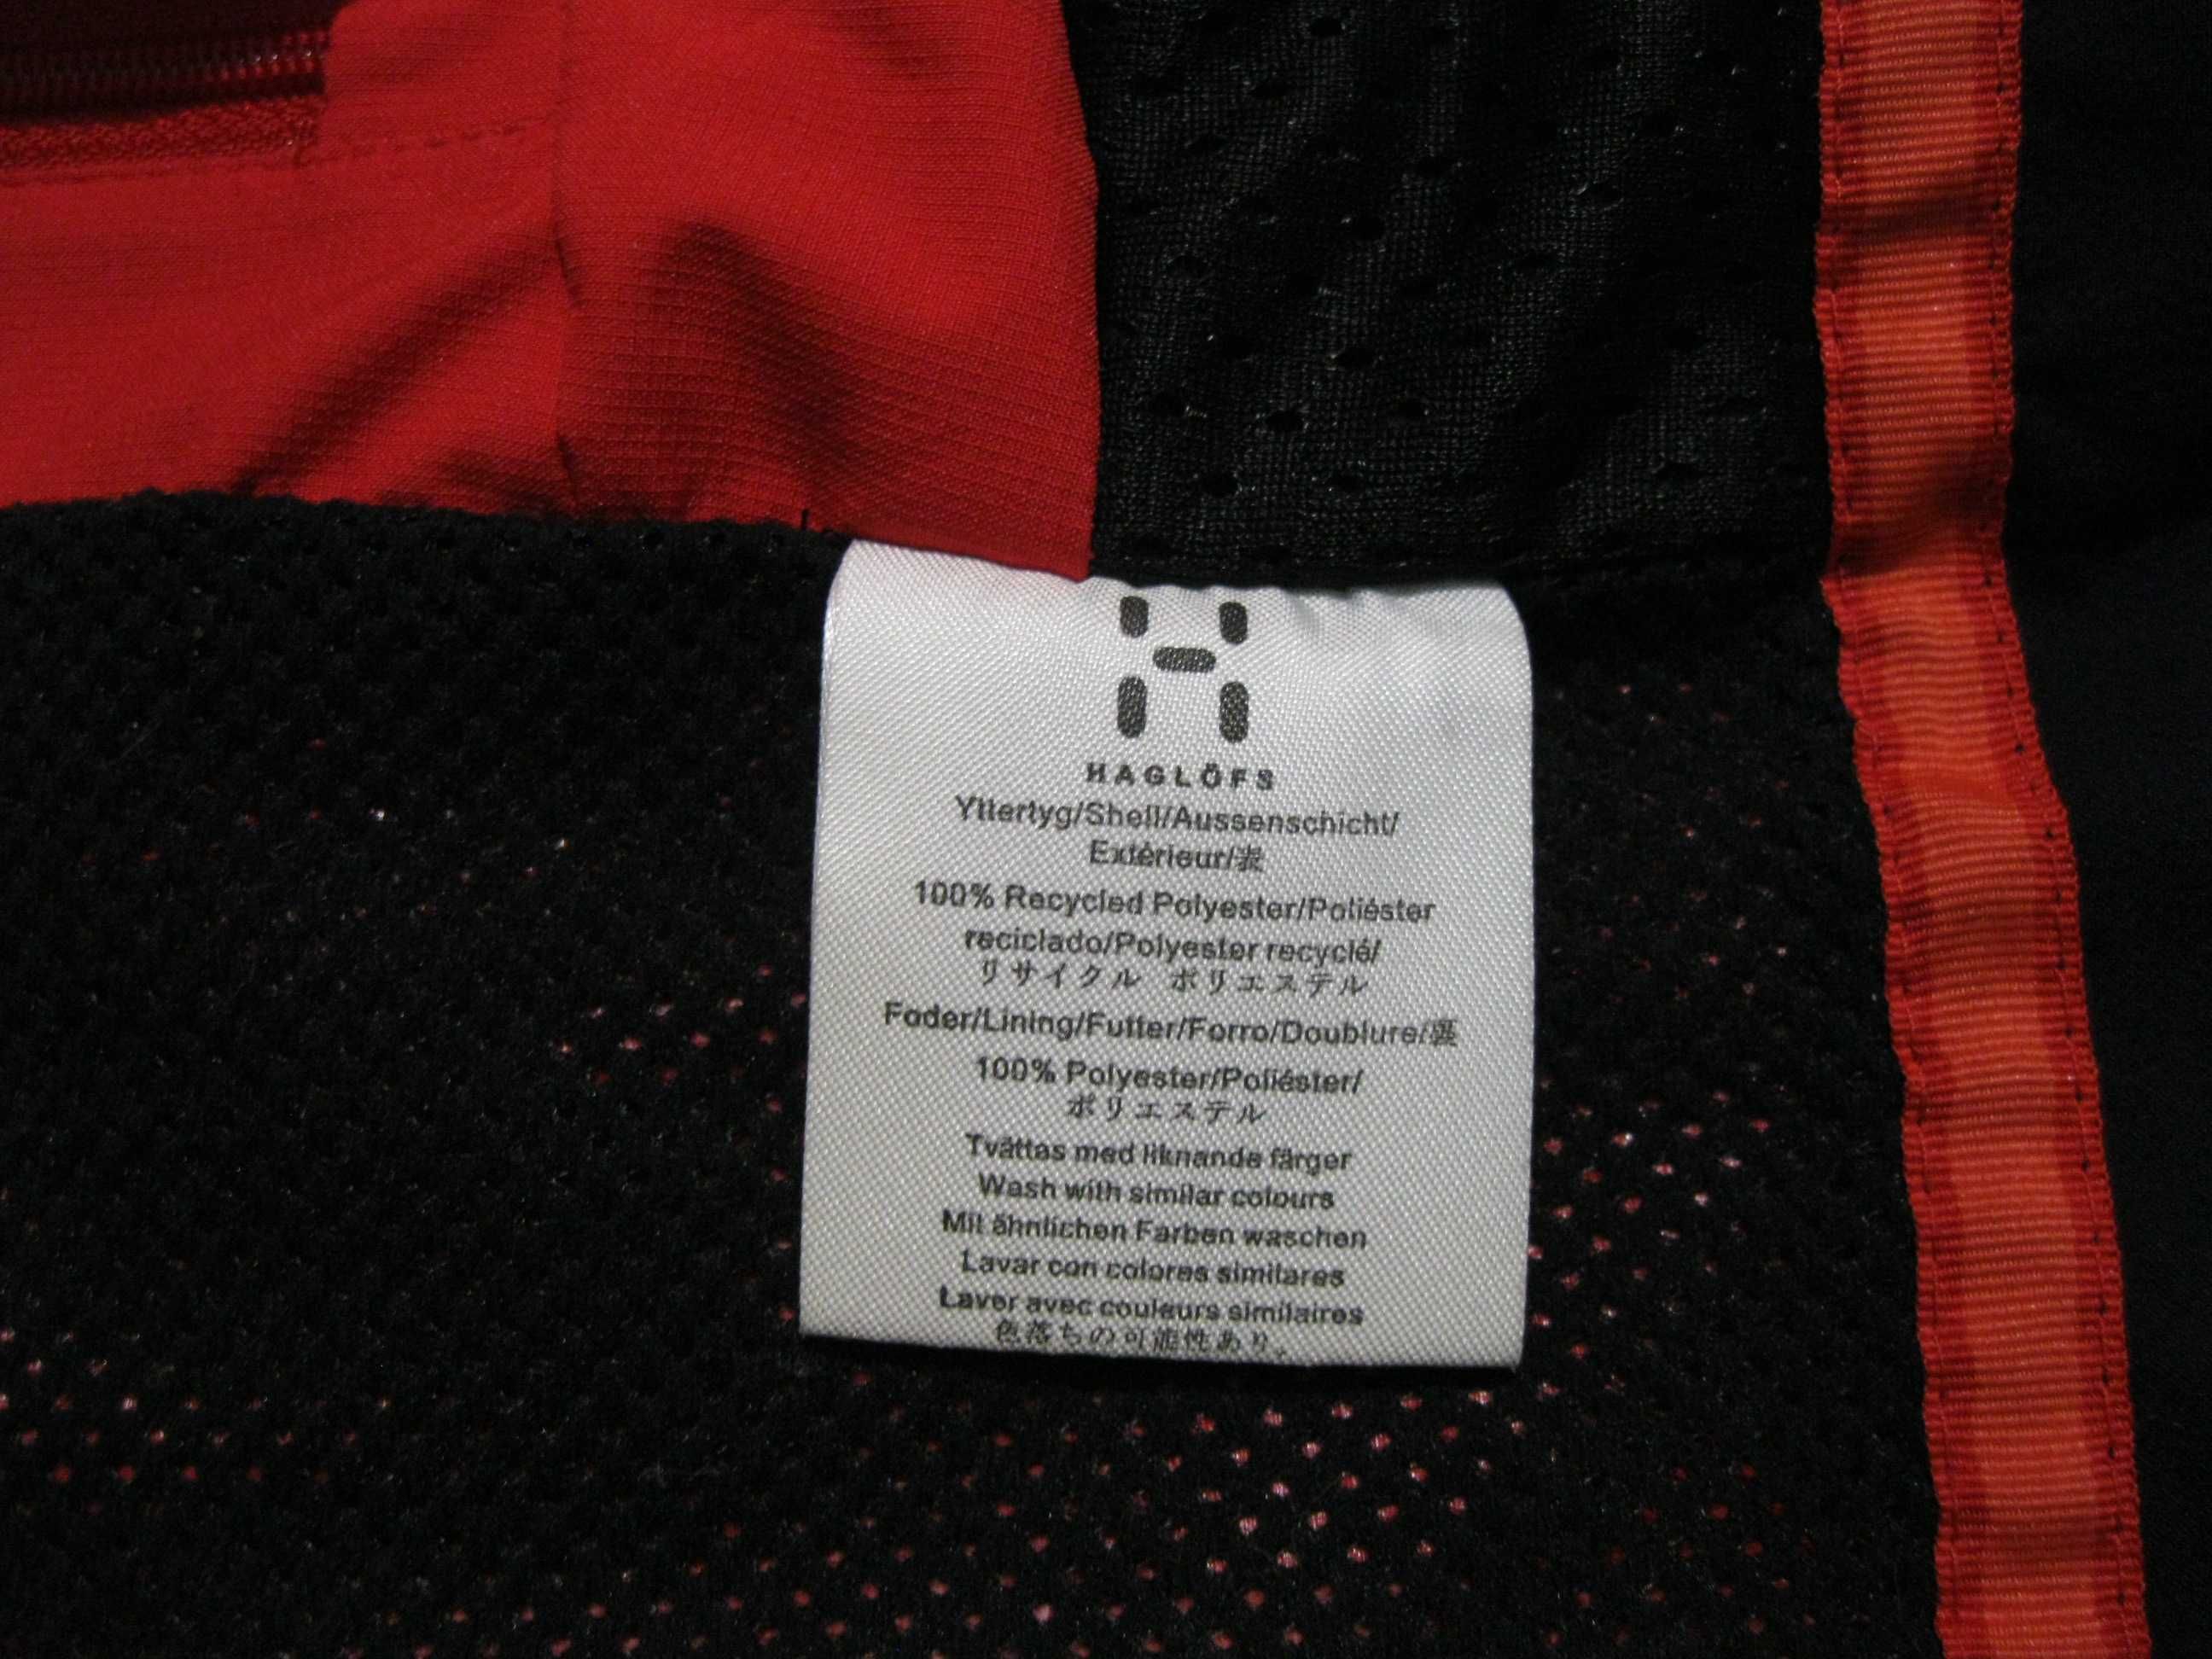 HAGLÖFS
Yttertyg/Shell/Aussenschicht/
Extérieur/表
100% Recycled Polyester/Poliéster
reciclado/Polyester recyclé/
リサイクル ポリエステル
Foder/Lining/Futter/Forro/Doublure/裏
100% Polyester/Poliéster/
ポリエステル
Tvättas med liknande färger
Wash with similar colours
Mit ähnlichen Farben waschen
Lavar con colores similares
Laver avec couleurs similaires
色落ちの可能性あり。